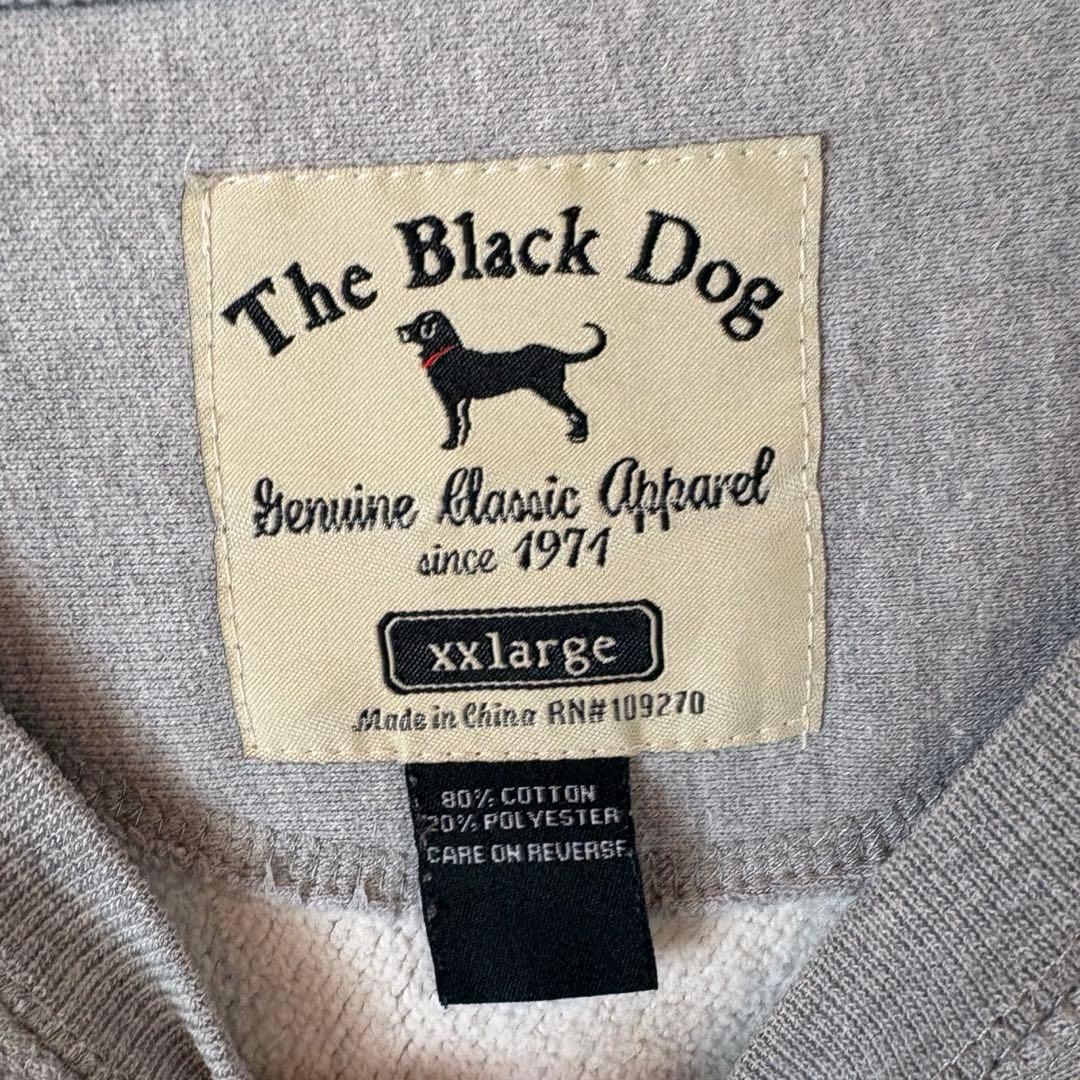 The Black Dog
Genuine Classic Apparel
since 1971
xxlarge
Made in China RN#109270
80% COTTON
20% POLYESTER
CARE ON REVERSE